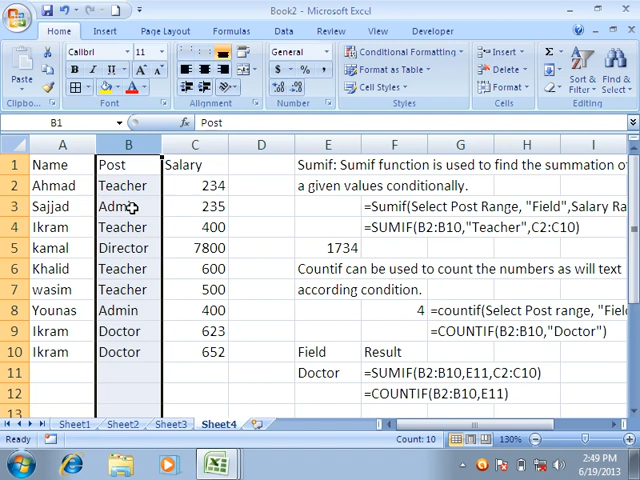 Book2 - Microsoft Excel
Home Insert Page Layout Formulas Data Review View Developer
Paste
Calibri 11
B I U
General
$ % ,
Conditional Formatting
Format as Table
Cell Styles
Insert
Delete
Format
Sort & Filter
Find & Select
Clipboa... Font Alignment Number Styles Cells Editing
B1 fx Post
A B C D E F G H I
1 Name Post Salary Sumif: Sumif function is used to find the summation of
2 Ahmad Teacher 234 a given values conditionally.
3 Sajjad Admin 235 =Sumif(Select Post Range, "Field",Salary Ra
4 Ikram Teacher 400 =SUMIF(B2:B10,"Teacher",C2:C10)
5 kamal Director 7800 1734
6 Khalid Teacher 600 Countif can be used to count the numbers as will text
7 wasim Teacher 500 according condition.
8 Younas Admin 400 4 =countif(Select Post range, "Fiel
9 Ikram Doctor 623 =COUNTIF(B2:B10,"Doctor")
10 Ikram Doctor 652 Field Result
11 Doctor =SUMIF(B2:B10,E11,C2:C10)
12 =COUNTIF(B2:B10,E11)
13
Sheet1 Sheet2 Sheet3 Sheet4
Ready Count: 10 130%
2:49 PM
6/19/2013